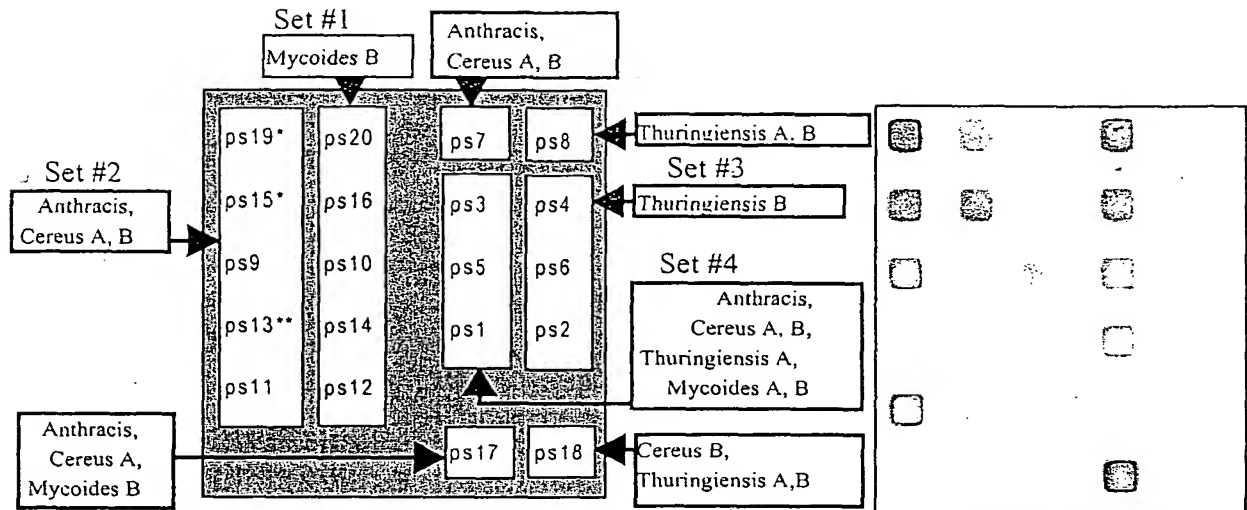 Set #1
Mycoides B
Anthracis,
Cereus A, B
ps19* ps20 ps7 ps8
Thuringiensis A. B
Set #2
Set #3
Anthracis,
Cereus A, B
ps15* ps16 ps3 ps4
Thuringiensis B
ps9 ps10 ps5 ps6
Set #4
Anthracis,
Cereus A, B,
Thuringiensis A,
Mycoides A, B
ps13** ps14 ps1 ps2
ps11 ps12
Anthracis,
Cereus A,
Mycoides B
ps17 ps18
Cereus B,
Thuringiensis A,B